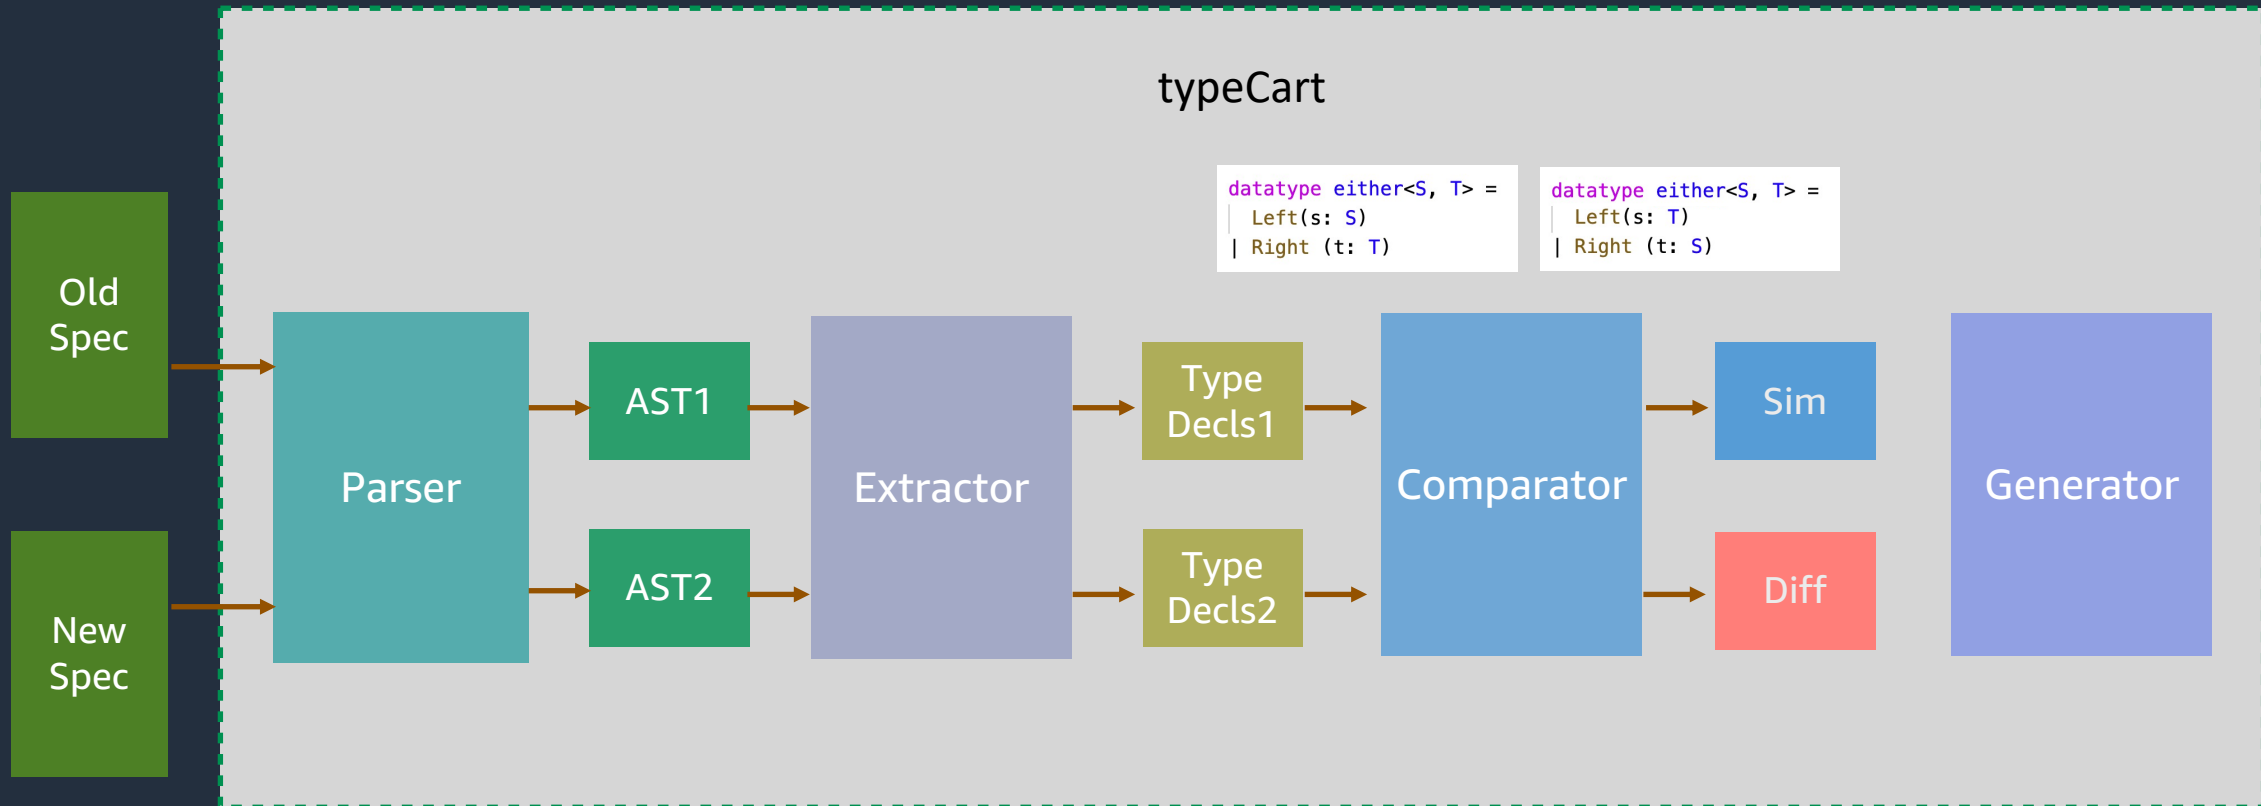 typeCart
datatype either<S, T> =
Left(s: S)
| Right (t: T)
datatype either<S, T> =
Left(s: T)
| Right (t: S)
Old
Spec
New
Spec
Parser
AST1
AST2
Extractor
Type
Decls1
Type
Decls2
Comparator
Sim
Diff
Generator